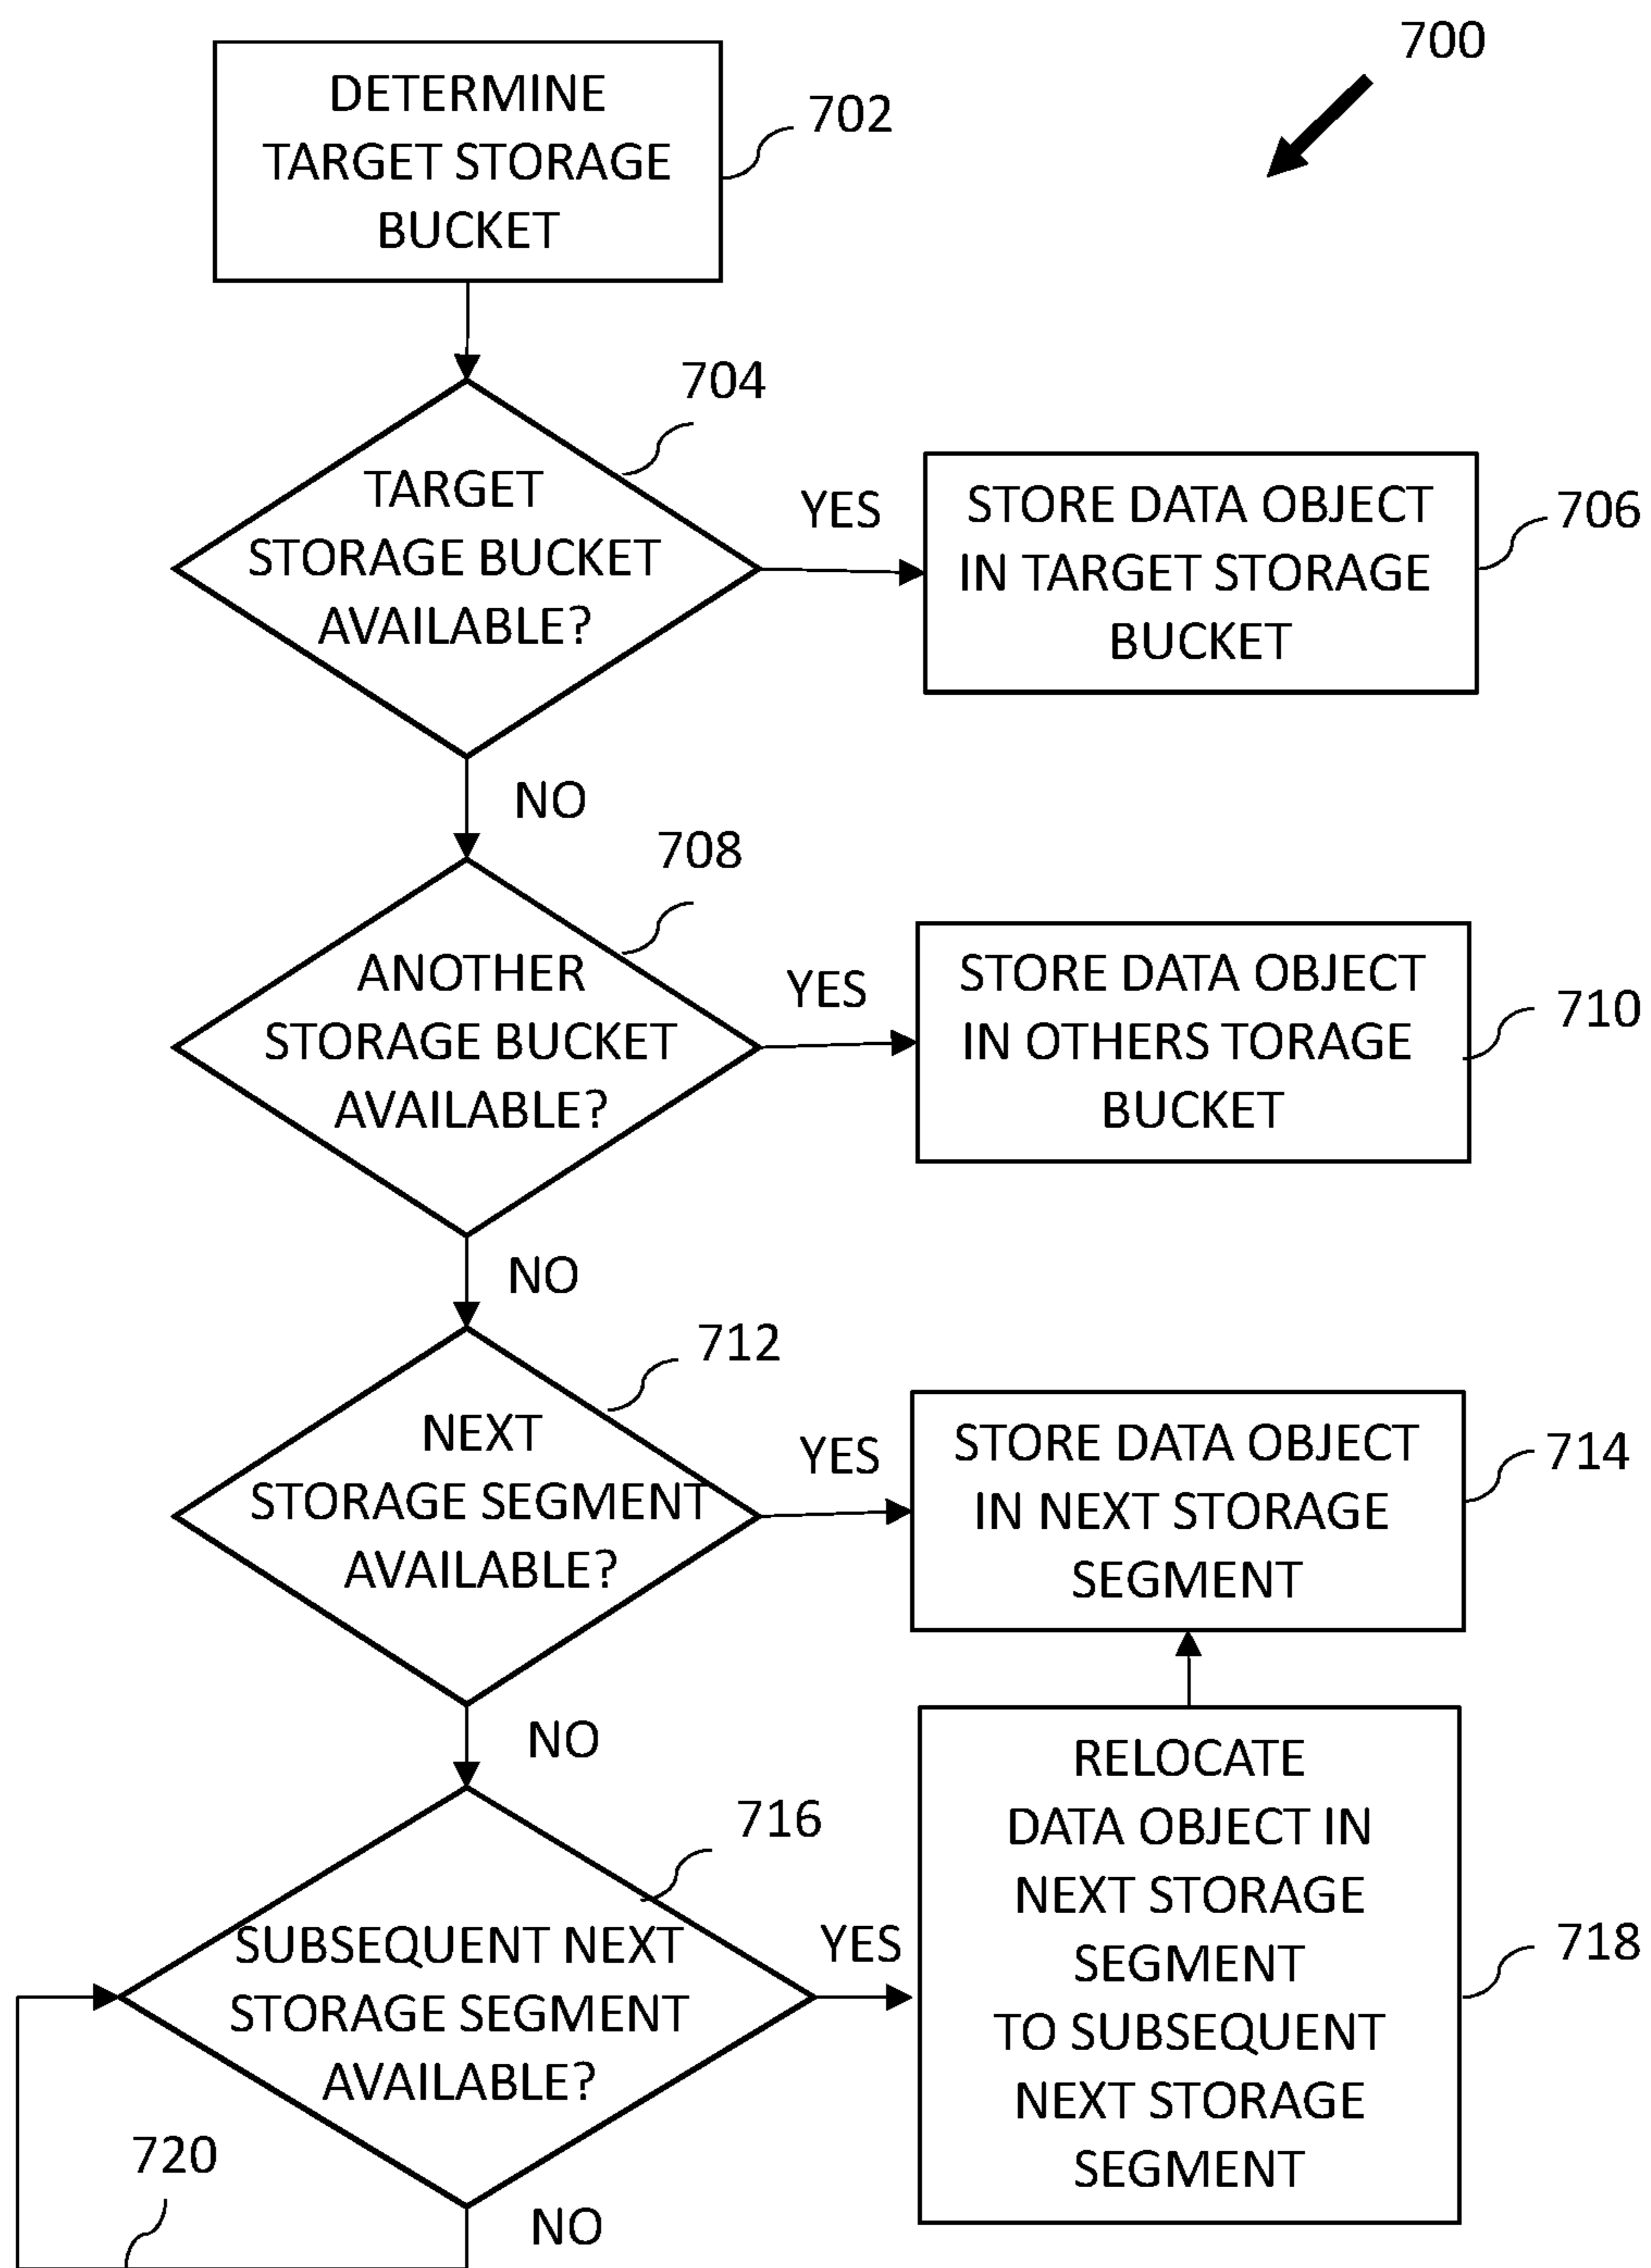 700
DETERMINE
TARGET STORAGE
BUCKET
702
704
TARGET
STORAGE BUCKET
AVAILABLE?
YES
STORE DATA OBJECT
IN TARGET STORAGE
BUCKET
706
NO
708
ANOTHER
STORAGE BUCKET
AVAILABLE?
YES
STORE DATA OBJECT
IN OTHERS TORAGE
BUCKET
710
NO
712
NEXT
STORAGE SEGMENT
AVAILABLE?
YES
STORE DATA OBJECT
IN NEXT STORAGE
SEGMENT
714
NO
716
SUBSEQUENT NEXT
STORAGE SEGMENT
AVAILABLE?
YES
RELOCATE
DATA OBJECT IN
NEXT STORAGE
SEGMENT
TO SUBSEQUENT
NEXT STORAGE
SEGMENT
718
720
NO